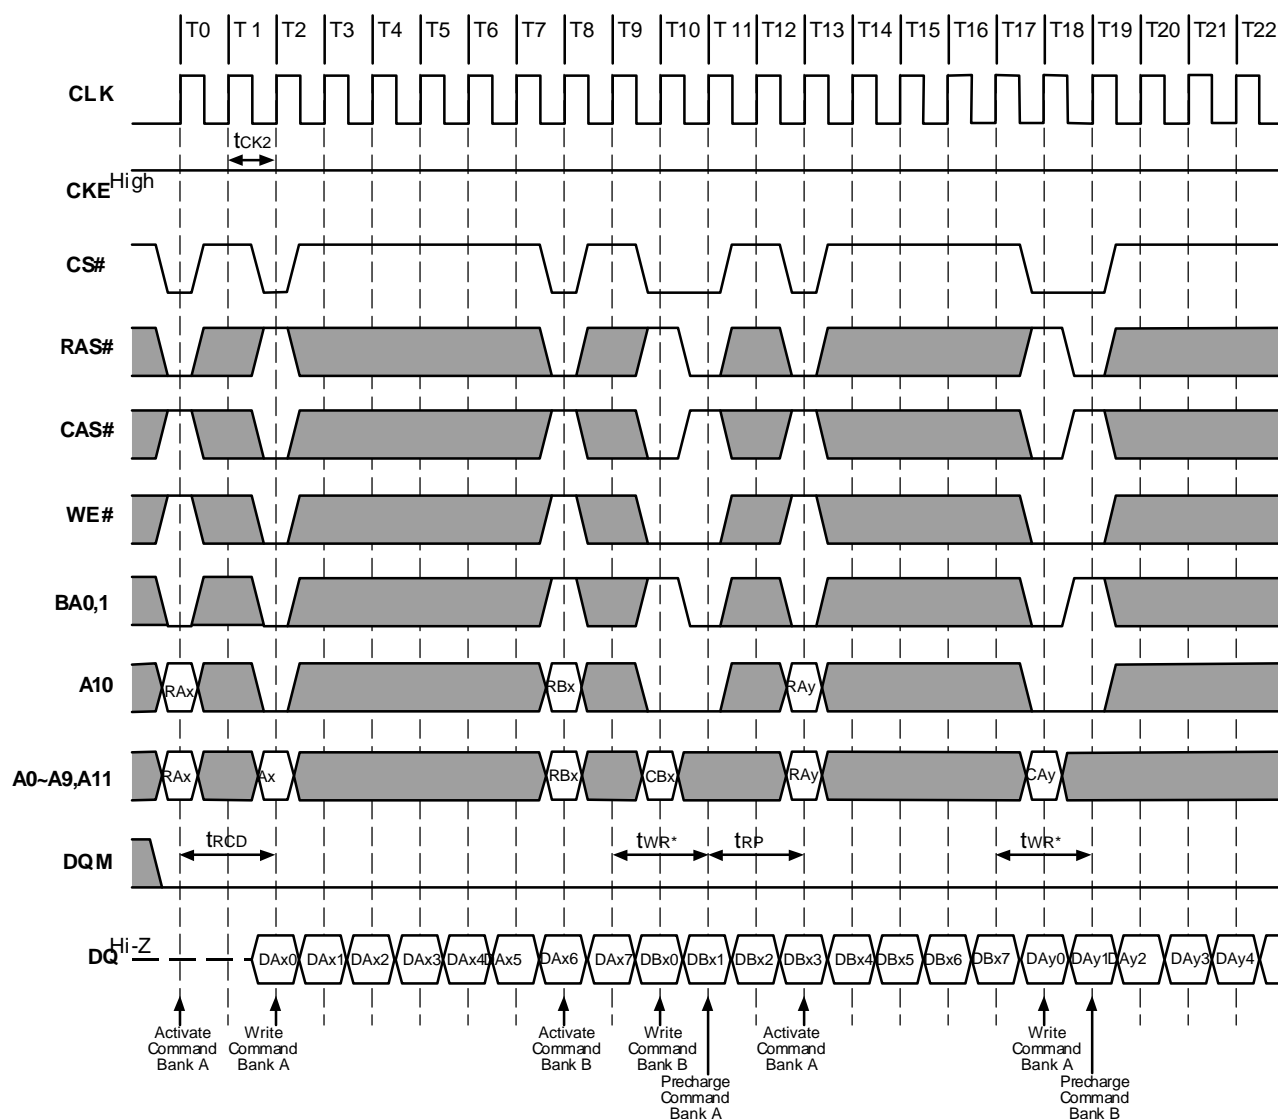 T0 T 1 T2 T3 T4 T5 T6 T7 T8 T9 T10 T 11 T12 T13 T14 T15 T16 T17 T18 T19 T20 T21 T22
CLK
tCK2
High
CKE
CS#
RAS#
CAS#
WE#
BA0,1
A10 RAx RBx RAy
A0~A9,A11 RAx Ax RBx CBx RAy CAy
DQM tRCD tWR* tRP tWR*
Hi-Z
DQ DAx0 DAx1 DAx2 DAx3 DAx4 DAx5 DAx6 DAx7 DBx0 DBx1 DBx2 DBx3 DBx4 DBx5 DBx6 DBx7 DAy0 DAy1 DAy2 DAy3 DAy4
Activate Command Bank A
Write Command Bank A
Activate Command Bank B
Write Command Bank B
Precharge Command Bank A
Activate Command Bank A
Write Command Bank A
Precharge Command Bank B